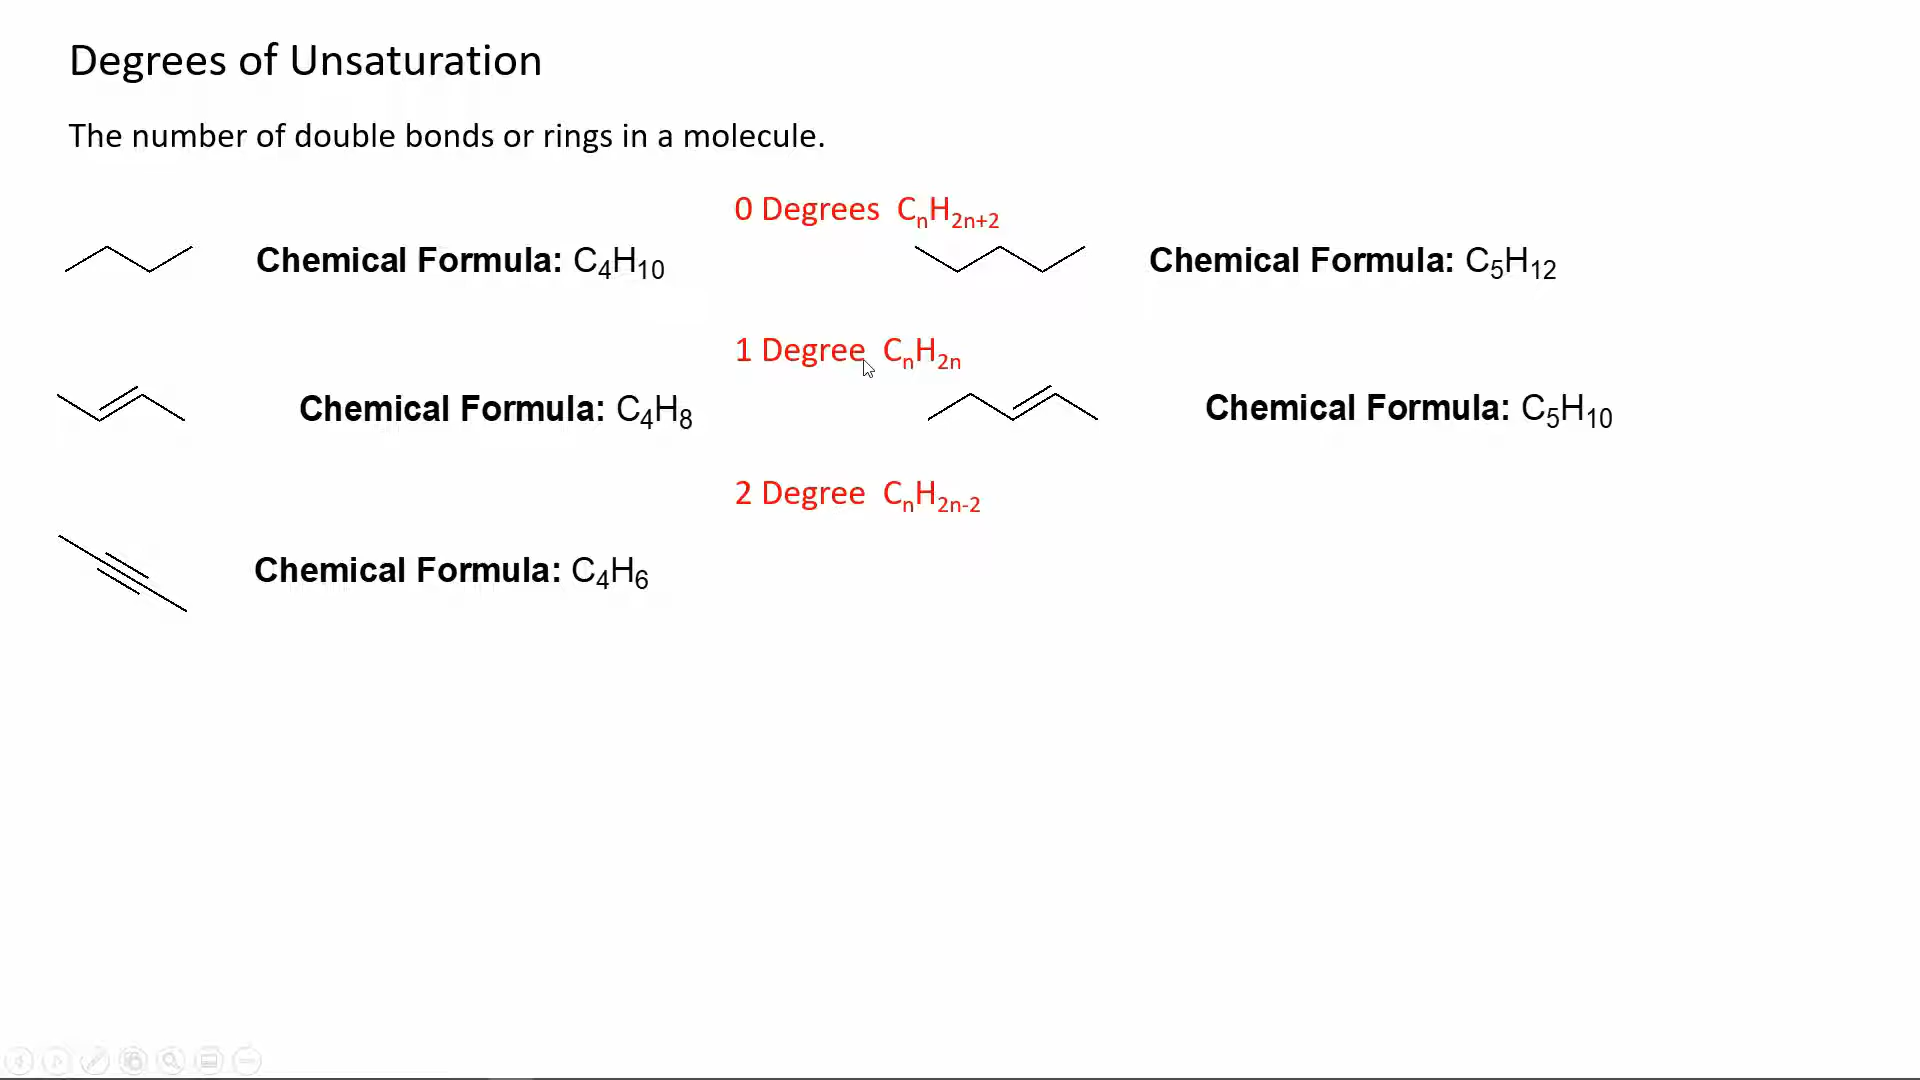 Degrees of Unsaturation
The number of double bonds or rings in a molecule.
0 Degrees CₙH₂ₙ₊₂
Chemical Formula: C₄H₁₀
Chemical Formula: C₅H₁₂
1 Degree CₙH₂ₙ
Chemical Formula: C₄H₈
Chemical Formula: C₅H₁₀
2 Degree CₙH₂ₙ₋₂
Chemical Formula: C₄H₆